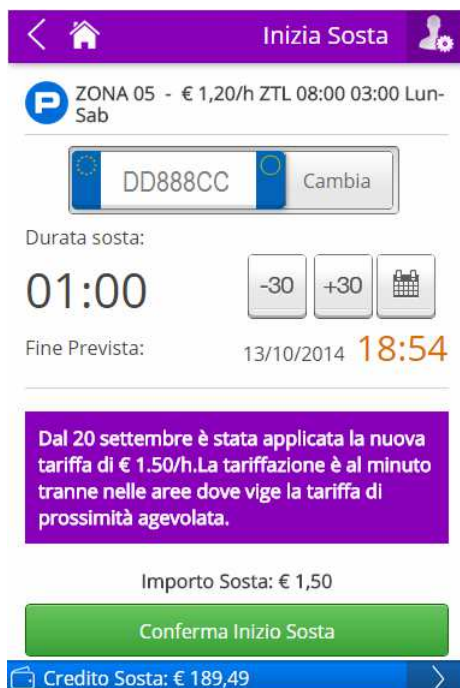 Inizia Sosta
P ZONA 05 - € 1,20/h ZTL 08:00 03:00 Lun-
Sab
DD888CC Cambia
Durata sosta:
01:00 -30 +30
Fine Prevista: 13/10/2014 18:54
Dal 20 settembre è stata applicata la nuova
tariffa di € 1.50/h.La tariffazione è al minuto
tranne nelle aree dove vige la tariffa di
prossimità agevolata.
Importo Sosta: € 1,50
Conferma Inizio Sosta
Credito Sosta: € 189,49